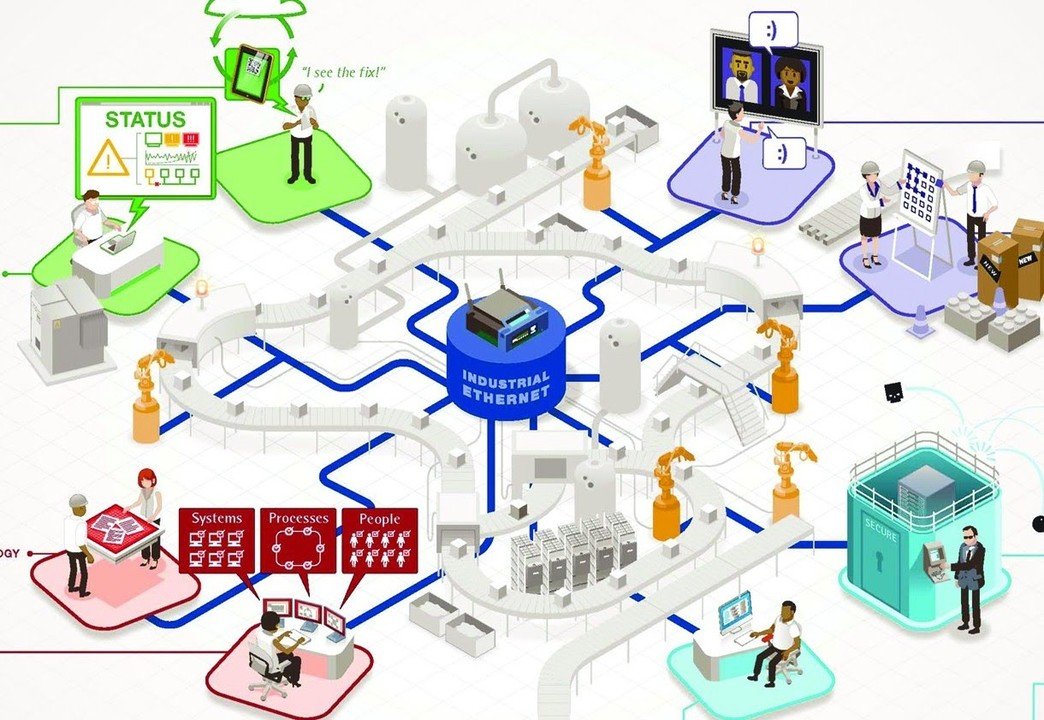 "I see the fix!"
:)
STATUS
!
!
!!!
:)
NEW
NEW
INDUSTRIAL
ETHERNET
Systems
Processes
People
SECURE
OGY